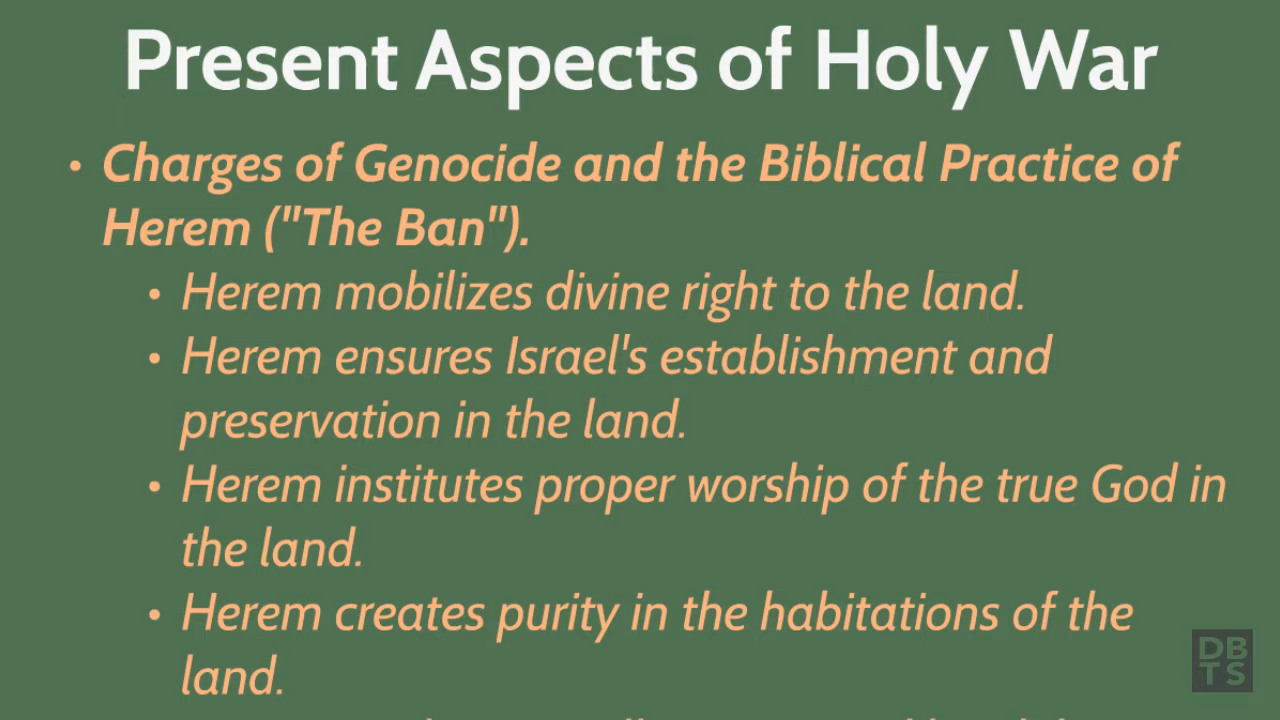 Present Aspects of Holy War
• Charges of Genocide and the Biblical Practice of
Herem ("The Ban").
• Herem mobilizes divine right to the land.
• Herem ensures Israel's establishment and
preservation in the land.
• Herem institutes proper worship of the true God in
the land.
• Herem creates purity in the habitations of the
land.
DB
TS